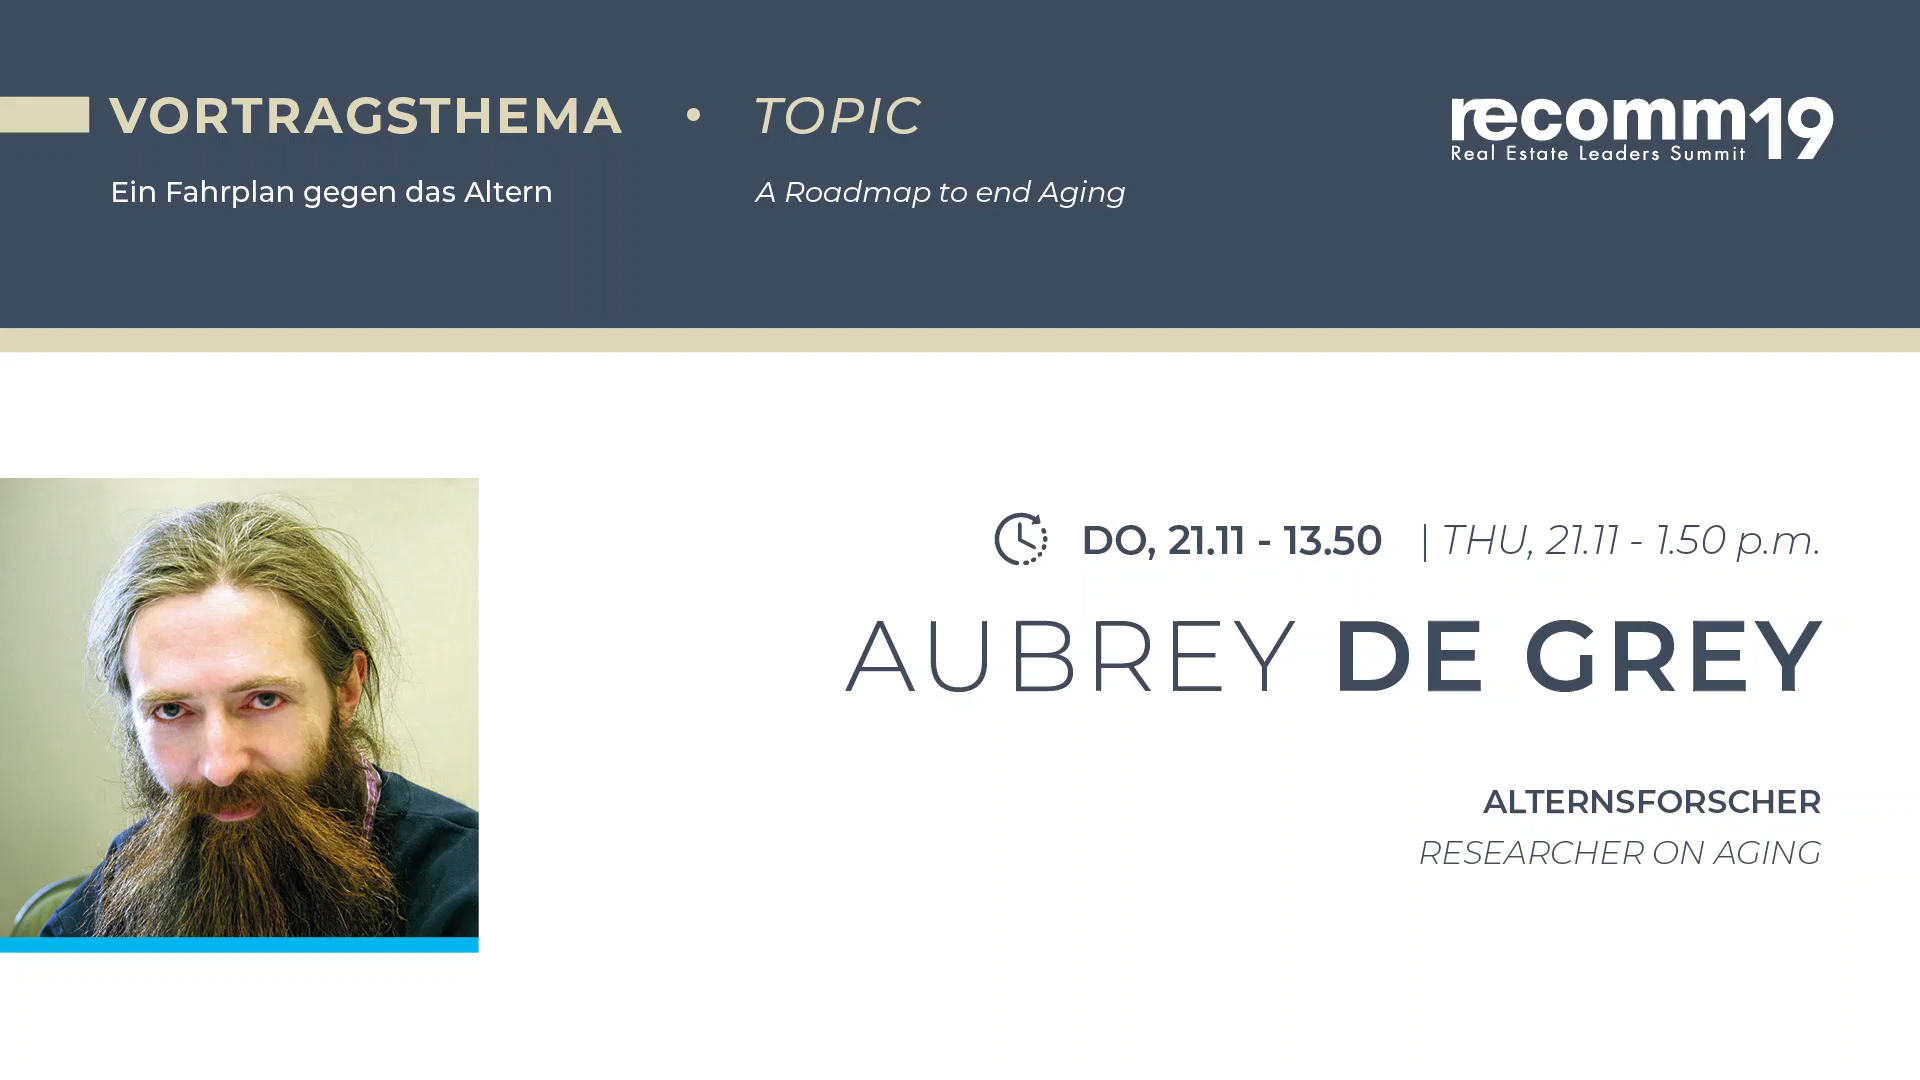 VORTRAGSTHEMA • TOPIC
Ein Fahrplan gegen das Altern
A Roadmap to end Aging
recomm19
Real Estate Leaders Summit
DO, 21.11 - 13.50 | THU, 21.11 - 1.50 p.m.
AUBREY DE GREY
ALTERNSFORSCHER
RESEARCHER ON AGING